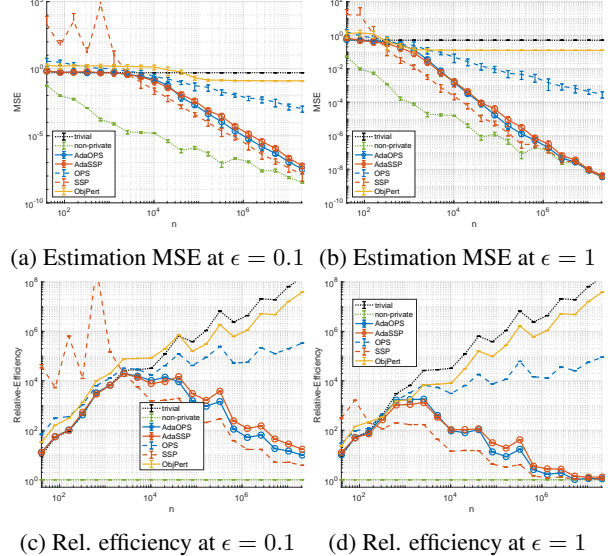 10^5
10^0
10^-5
10^-10
MSE
10^2
10^4
10^6
n
trivial
non-private
AdaOPS
AdaSSP
OPS
SSP
ObjPert
10^2
10^0
10^-2
10^-4
10^-6
10^-8
10^-10
MSE
10^2
10^4
10^6
n
trivial
non-private
AdaOPS
AdaSSP
OPS
SSP
ObjPert
(a) Estimation MSE at ϵ = 0.1
(b) Estimation MSE at ϵ = 1
10^8
10^6
10^4
10^2
10^0
Relative-Efficiency
10^2
10^4
10^6
n
trivial
non-private
AdaOPS
AdaSSP
OPS
SSP
ObjPert
10^8
10^6
10^4
10^2
10^0
Relative-Efficiency
10^2
10^4
10^6
n
trivial
non-private
AdaOPS
AdaSSP
OPS
SSP
ObjPert
(c) Rel. efficiency at ϵ = 0.1
(d) Rel. efficiency at ϵ = 1